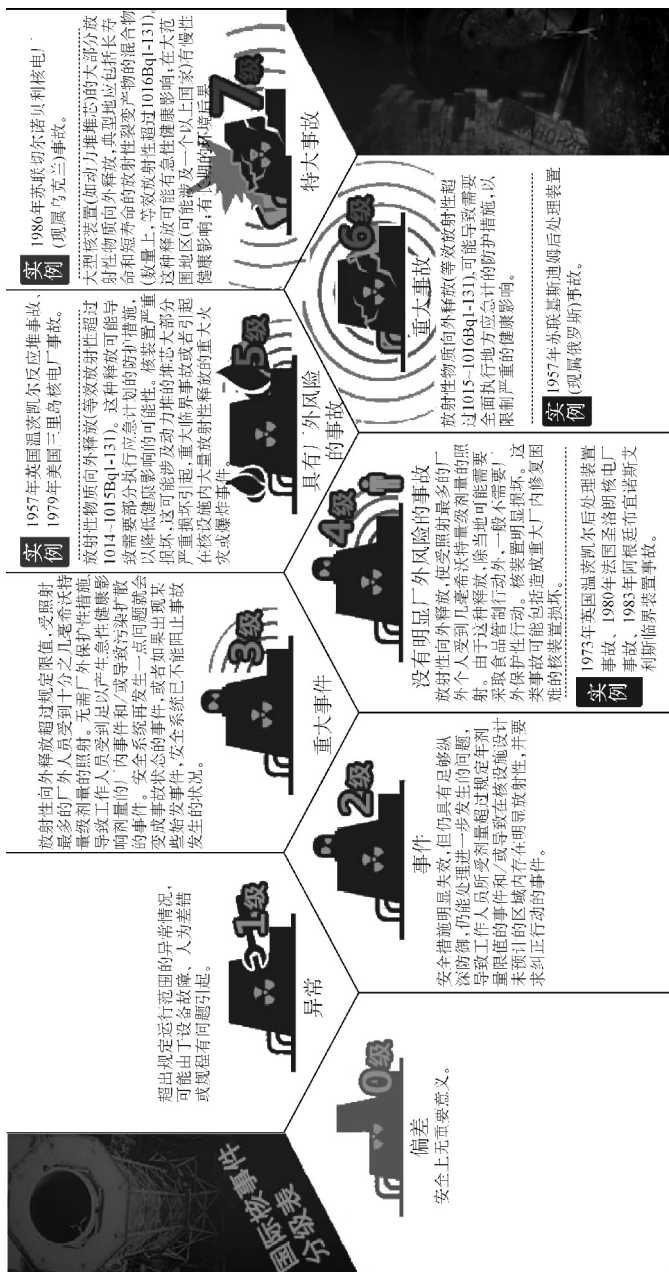 国际核事件
分级表
0级
偏差
安全上无重要意义。
1级
异常
超出规定运行范围的异常情况,
可能由于设备故障、人为差错
或规程有问题引起。
2级
事件
安全措施明显失效,但仍具有足够纵
深防御,仍能处理进一步发生的问题,
导致工作人员所受剂量超过规定年剂
量限值的事件和/或导致在核设施设计
未预计的区域内存在明显放射性,并要
求纠正行动的事件。
3级
重大事件
放射性向外释放超过规定限值,受照射
最多的厂外人员受到十分之几毫希沃特
量级剂量的照射。无需厂外保护性措施。
导致工作人员受到足以产生急性健康影
响剂量的厂内事件和/或导致污染扩散
的事件。安全系统再发生一点问题就会
变成事故状态的事件,或者如果出现某
些始发事件,安全系统已不能阻止事故
发生的状况。
4级
没有明显厂外风险的事故
放射性向外释放,使受照射最多的厂
外个人受到几毫希沃特量级剂量的照
射。由于这种释放,除当地可能需要
采取食品管制行动外,一般不需要厂
外保护性行动。核装置明显损坏。这
类事故可能包括造成重大厂内修复困
难的核装置损坏。
实例
1973年英国温茨凯尔后处理装置
事故、1980年法国圣洛朗核电厂
事故、1983年阿根廷布宜诺斯艾
利斯临界装置事故。
5级
具有厂外风险
的事故
实例
1957年英国温茨凯尔反应堆事故、
1979年美国三里岛核电厂事故。
放射性物质向外释放(等效放射性超过
1014~1015Bq1-131)。这种释放可能导
致需要部分执行应急计划的防护措施,
以降低健康影响的可能性。核装置严重
损坏,这可能涉及动力堆的堆芯大部分
严重损坏引起,重大临界事故或者引起
在核设施内大量放射性释放的重大火
灾或爆炸事件。
6级
重大事故
放射性物质向外释放(等效放射性超
过1015~1016Bq1-131),可能导致需要
全面执行地方应急计的防护措施,以
限制严重的健康影响。
实例
1957年苏联基斯迪姆后处理装置
(现属俄罗斯)事故。
7级
特大事故
实例
1986年苏联切尔诺贝利核电厂
(现属乌克兰)事故。
大型核装置(如动力堆堆芯)的大部分放
射性物质向外释放,典型地应包括长寿
命和短寿命的放射性裂变产物的混合物
(数量上,等效放射性超过1016Bq1-131)。
这种释放可能有急性健康影响;在大范
围地区(可能涉及一个以上国家)有慢性
健康影响;有长期的环境后果